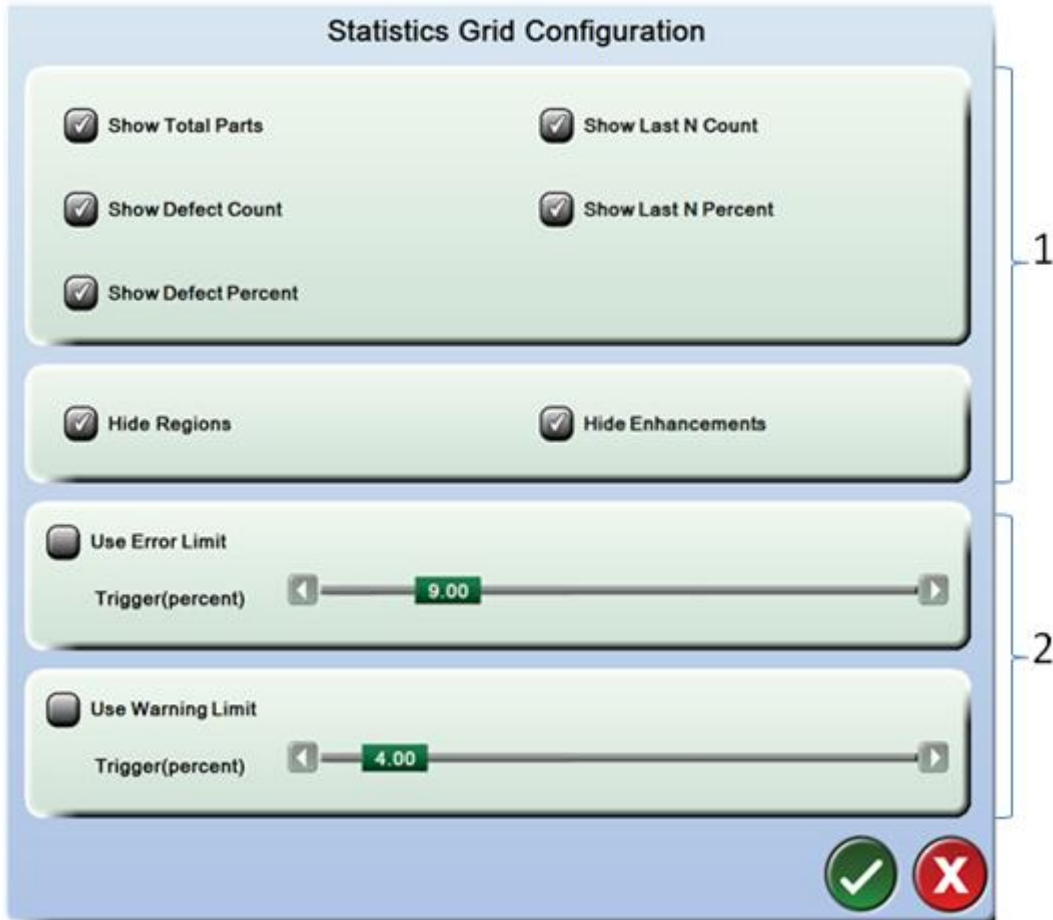 Statistics Grid Configuration
Show Total Parts
Show Last N Count
Show Defect Count
Show Last N Percent
Show Defect Percent
1
Hide Regions
Hide Enhancements
Use Error Limit
Trigger(percent)
9.00
2
Use Warning Limit
Trigger(percent)
4.00
X